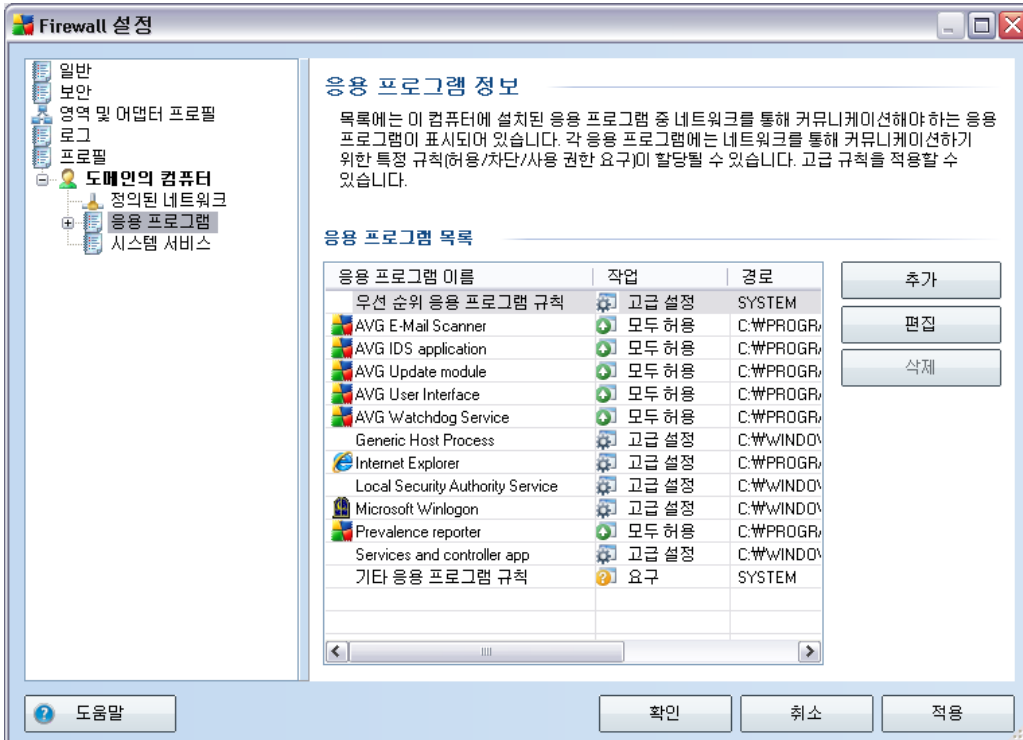 Firewall 설정
일반
보안
영역 및 어댑터 프로필
로그
프로필
도메인의 컴퓨터
정의된 네트워크
응용 프로그램
시스템 서비스
응용 프로그램 정보
목록에는 이 컴퓨터에 설치된 응용 프로그램 중 네트워크를 통해 커뮤니케이션해야 하는 응용
프로그램이 표시되어 있습니다. 각 응용 프로그램에는 네트워크를 통해 커뮤니케이션하기
위한 특정 규칙(허용/차단/사용 권한 요구)이 할당될 수 있습니다. 고급 규칙을 적용할 수
있습니다.
응용 프로그램 목록
응용 프로그램 이름 작업 경로
우선 순위 응용 프로그램 규칙 고급 설정 SYSTEM
AVG E-Mail Scanner 모두 허용 C:₩PROGRA
AVG IDS application 모두 허용 C:₩PROGRA
AVG Update module 모두 허용 C:₩PROGRA
AVG User Interface 모두 허용 C:₩PROGRA
AVG Watchdog Service 모두 허용 C:₩PROGRA
Generic Host Process 고급 설정 C:₩WINDOW
Internet Explorer 고급 설정 C:₩PROGRA
Local Security Authority Service 고급 설정 C:₩WINDOW
Microsoft Winlogon 고급 설정 C:₩WINDOW
Prevalence reporter 모두 허용 C:₩PROGRA
Services and controller app 고급 설정 C:₩WINDOW
기타 응용 프로그램 규칙 요구 SYSTEM
추가
편집
삭제
도움말
확인
취소
적용